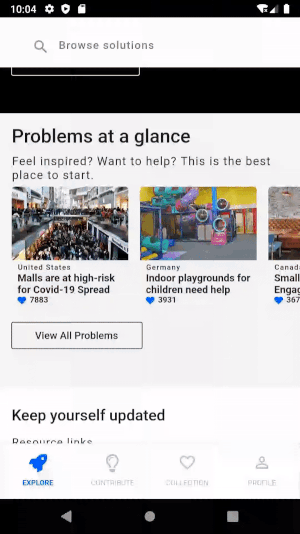 10:04
Browse solutions
Problems at a glance
Feel inspired? Want to help? This is the best
place to start.
United States
Malls are at high-risk
for Covid-19 Spread
7883
Germany
Indoor playgrounds for
children need help
3931
Canad
Small
Engag
367
View All Problems
Keep yourself updated
Resource links
EXPLORE
CONTRIBUTE
COLLECTION
PROFILE